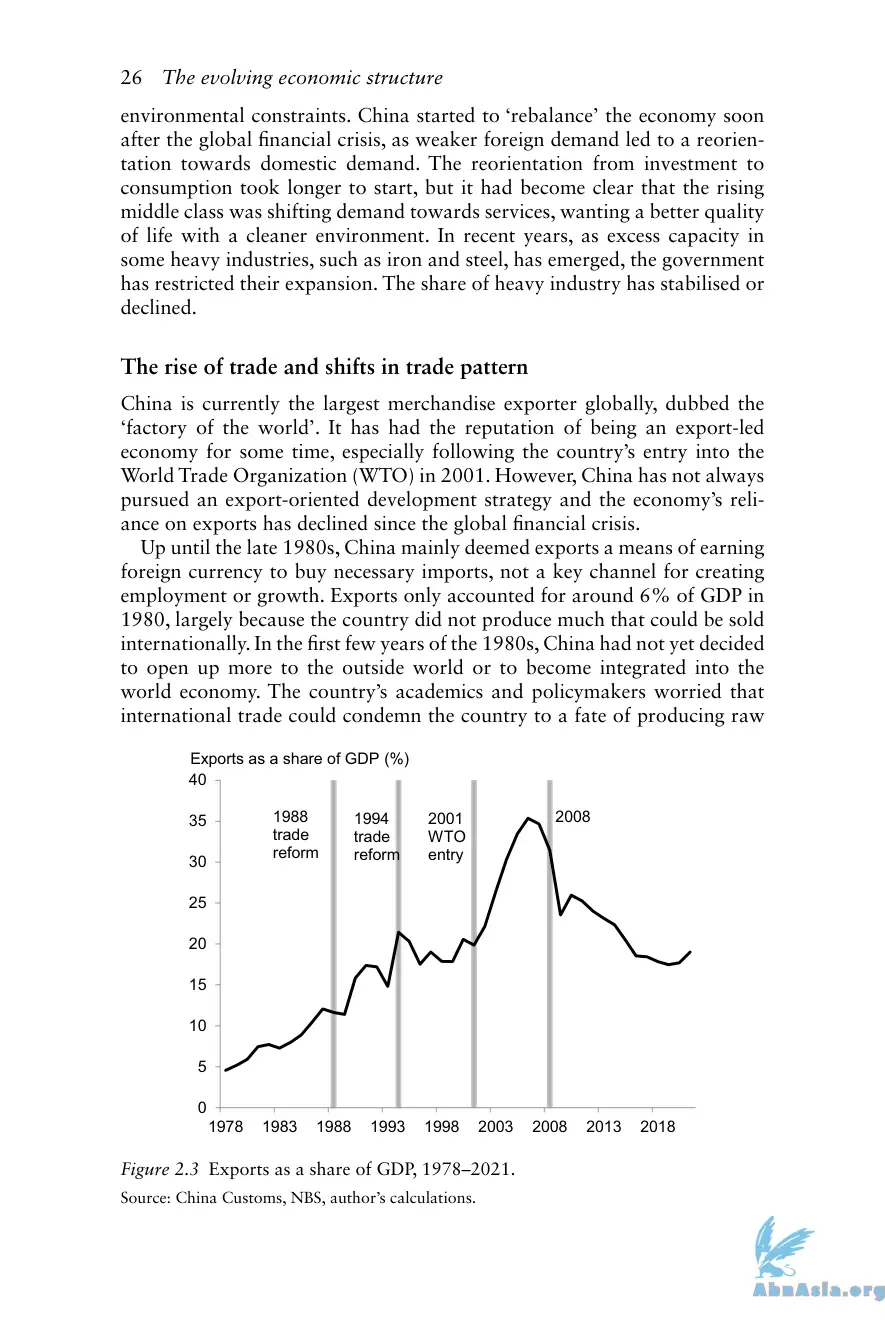 26 The evolving economic structure
environmental constraints. China started to ‘rebalance’ the economy soon
after the global financial crisis, as weaker foreign demand led to a reorien-
tation towards domestic demand. The reorientation from investment to
consumption took longer to start, but it had become clear that the rising
middle class was shifting demand towards services, wanting a better quality
of life with a cleaner environment. In recent years, as excess capacity in
some heavy industries, such as iron and steel, has emerged, the government
has restricted their expansion. The share of heavy industry has stabilised or
declined.
The rise of trade and shifts in trade pattern
China is currently the largest merchandise exporter globally, dubbed the
‘factory of the world’. It has had the reputation of being an export-led
economy for some time, especially following the country’s entry into the
World Trade Organization (WTO) in 2001. However, China has not always
pursued an export-oriented development strategy and the economy’s reli-
ance on exports has declined since the global financial crisis.
Up until the late 1980s, China mainly deemed exports a means of earning
foreign currency to buy necessary imports, not a key channel for creating
employment or growth. Exports only accounted for around 6% of GDP in
1980, largely because the country did not produce much that could be sold
internationally. In the first few years of the 1980s, China had not yet decided
to open up more to the outside world or to become integrated into the
world economy. The country’s academics and policymakers worried that
international trade could condemn the country to a fate of producing raw
Exports as a share of GDP (%)
40
35
30
25
20
15
10
5
0
1988
trade
reform
1994
trade
reform
2001
WTO
entry
2008
1978 1983 1988 1993 1998 2003 2008 2013 2018
Figure 2.3 Exports as a share of GDP, 1978–2021.
Source: China Customs, NBS, author’s calculations.
AbnAsia.org